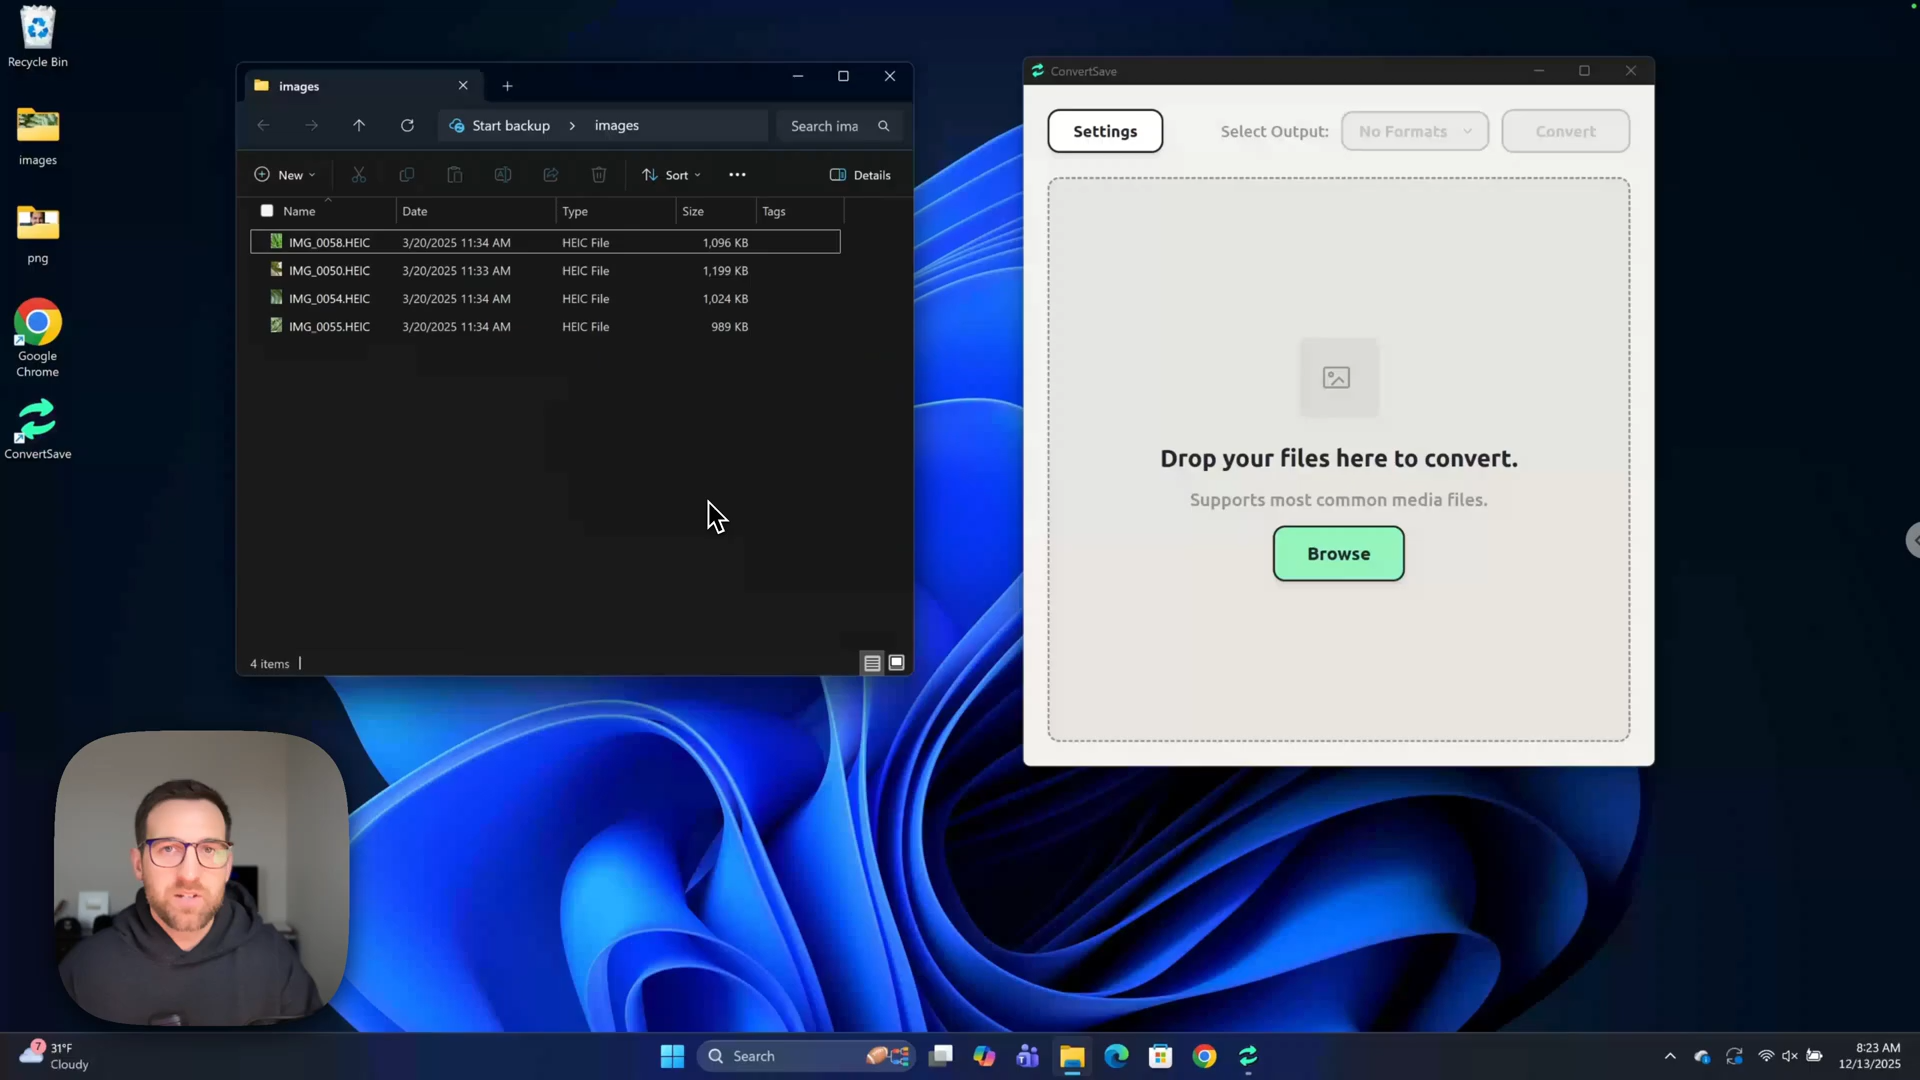 Recycle Bin
images
png
Google
Chrome
ConvertSave
images
Start backup
images
Search ima
New
Sort
Details
Name
Date
Type
Size
Tags
IMG_0058.HEIC 3/20/2025 11:34 AM HEIC File 1,096 KB
IMG_0050.HEIC 3/20/2025 11:33 AM HEIC File 1,199 KB
IMG_0054.HEIC 3/20/2025 11:34 AM HEIC File 1,024 KB
IMG_0055.HEIC 3/20/2025 11:34 AM HEIC File 989 KB
4 items
ConvertSave
Settings
Select Output:
No Formats
Convert
Drop your files here to convert.
Supports most common media files.
Browse
7
31°F
Cloudy
Search
8:23 AM
12/13/2025